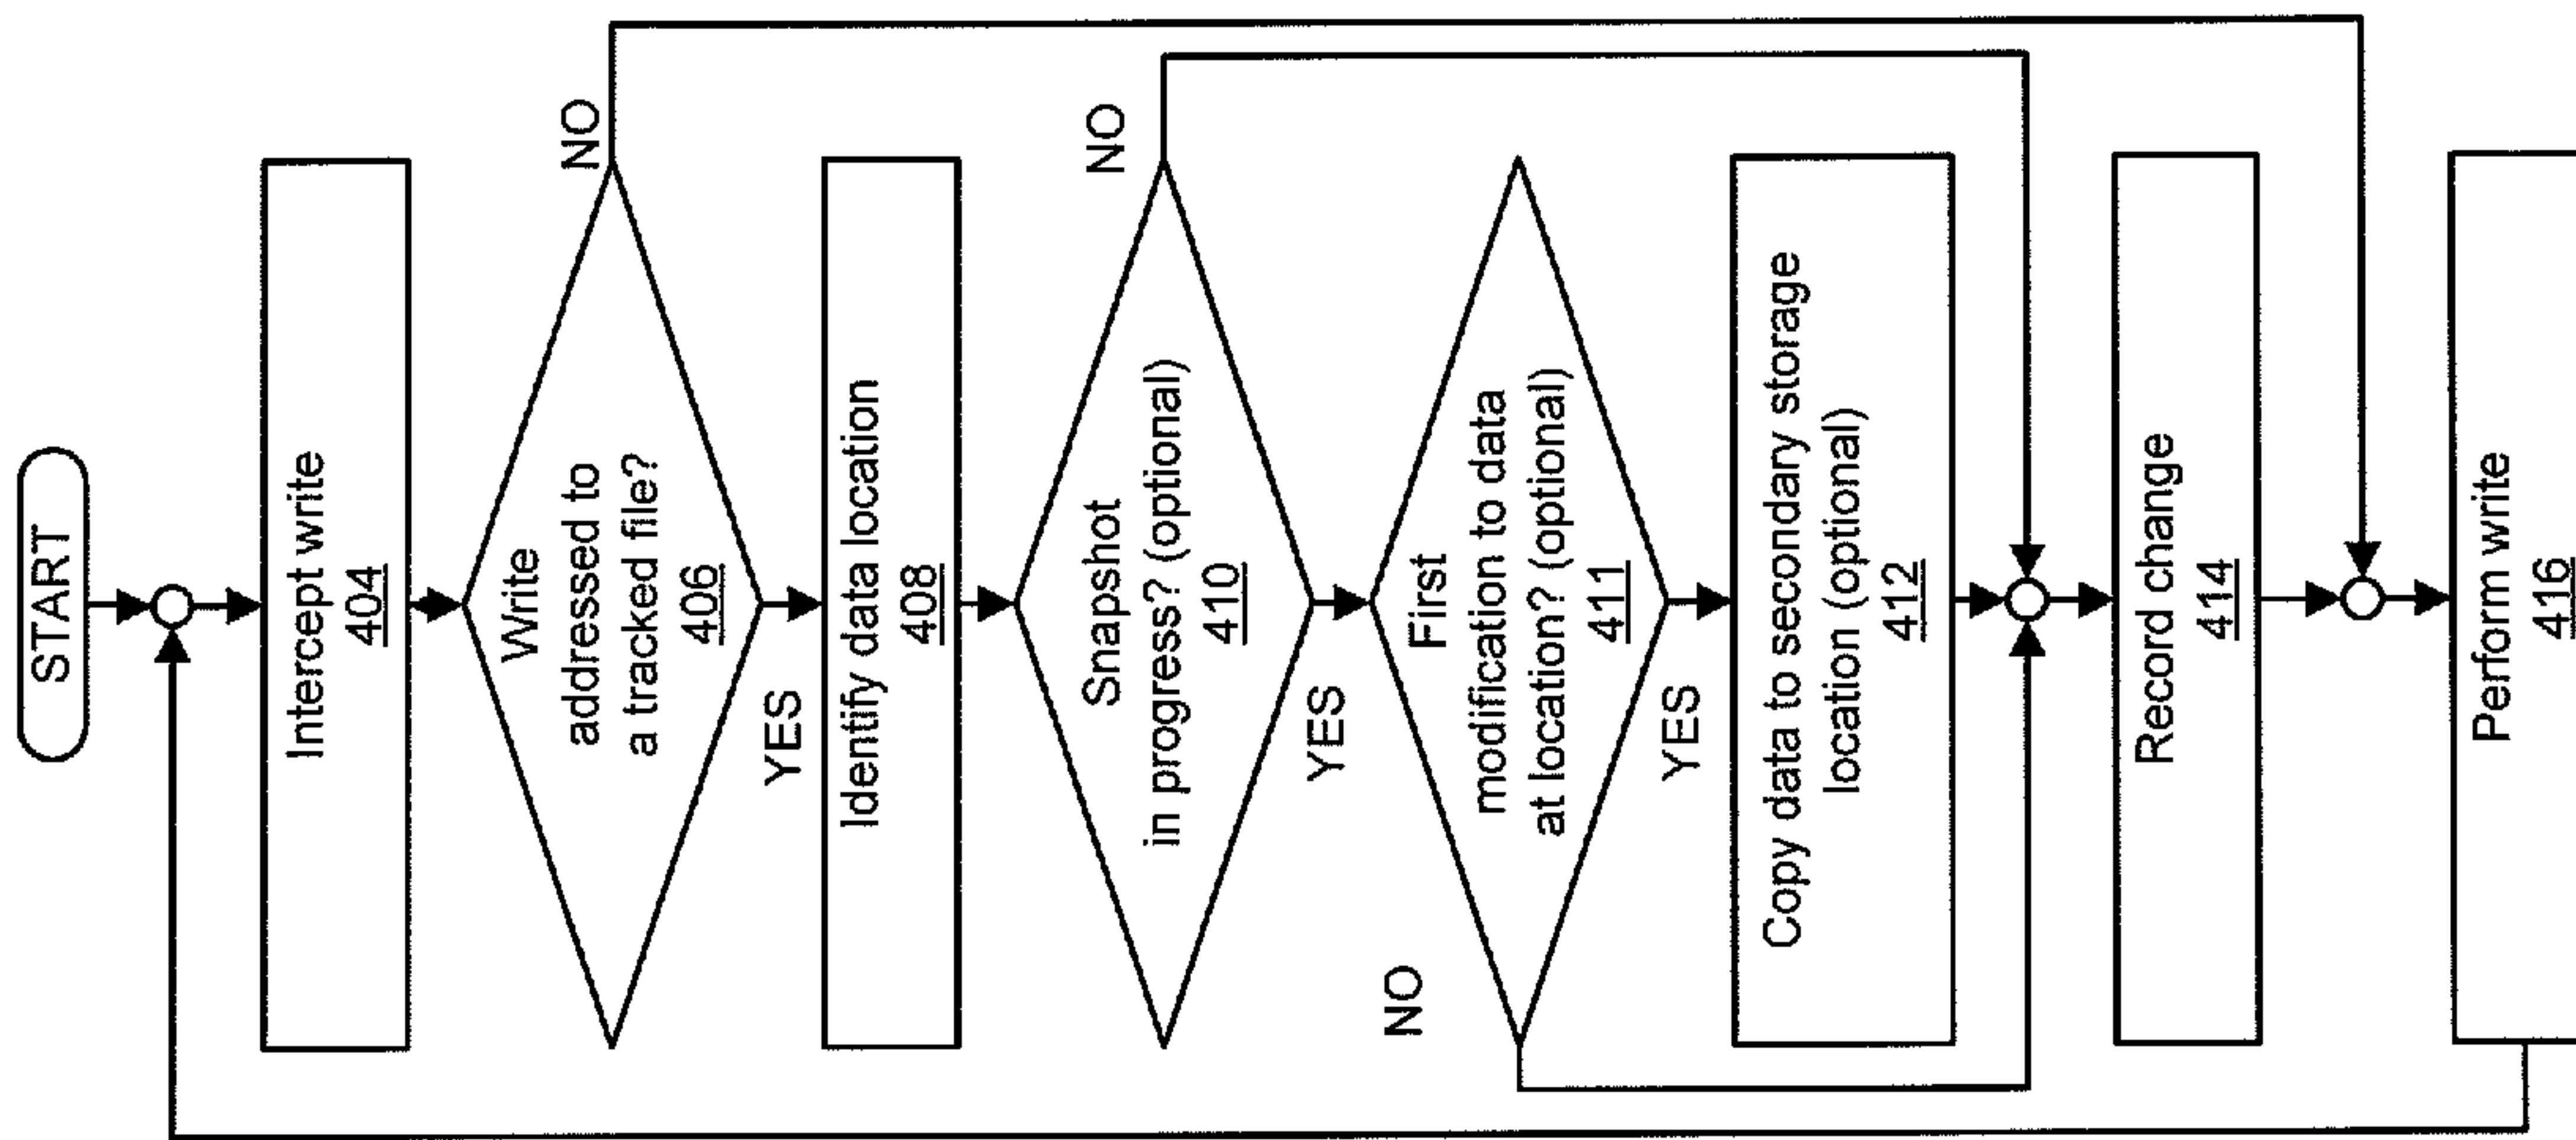 START
Intercept write
404
Write
addressed to
a tracked file?
406
NO
YES
Identify data location
408
Snapshot
in progress? (optional)
410
NO
YES
First
modification to data
at location? (optional)
411
NO
YES
Copy data to secondary storage
location (optional)
412
Record change
414
Perform write
416